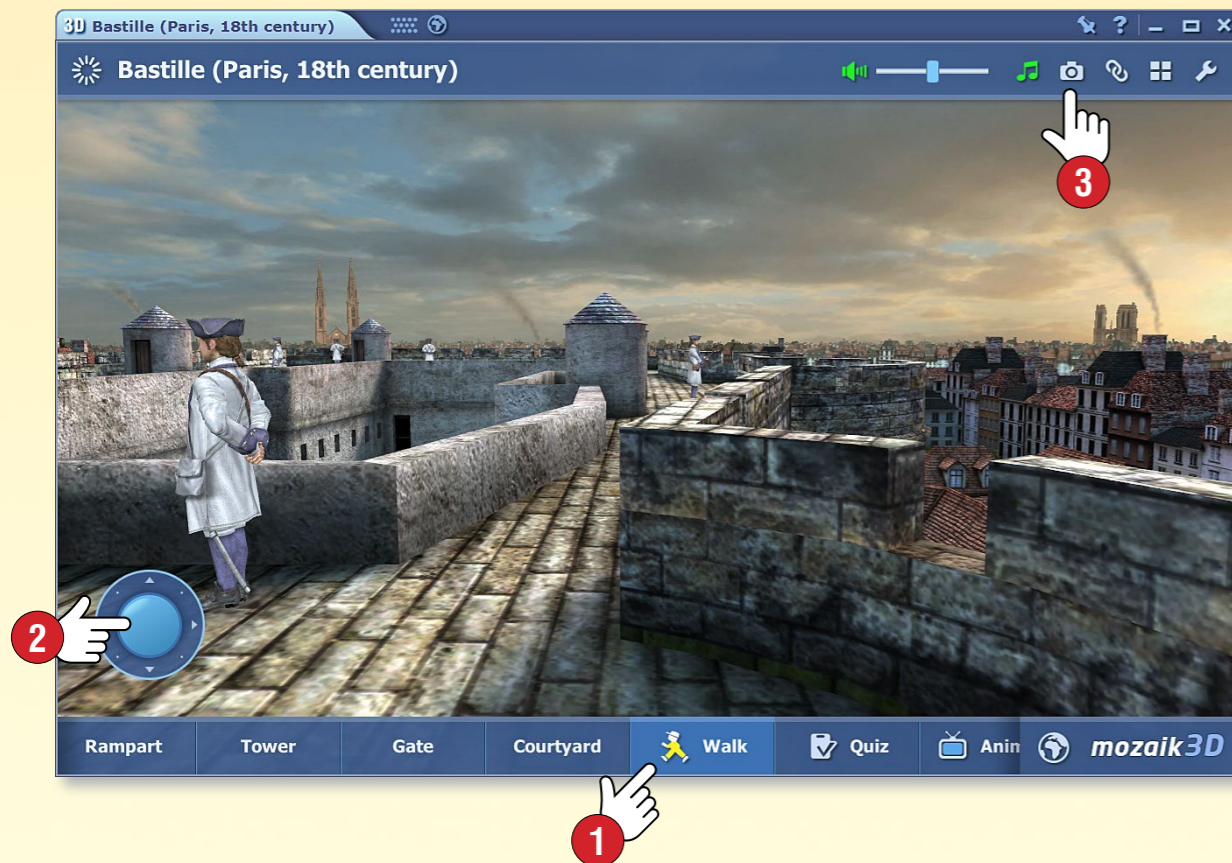 3D Bastille (Paris, 18th century)
Bastille (Paris, 18th century)
3
2
Rampart Tower Gate Courtyard Walk Quiz Anim mozaik3D
1